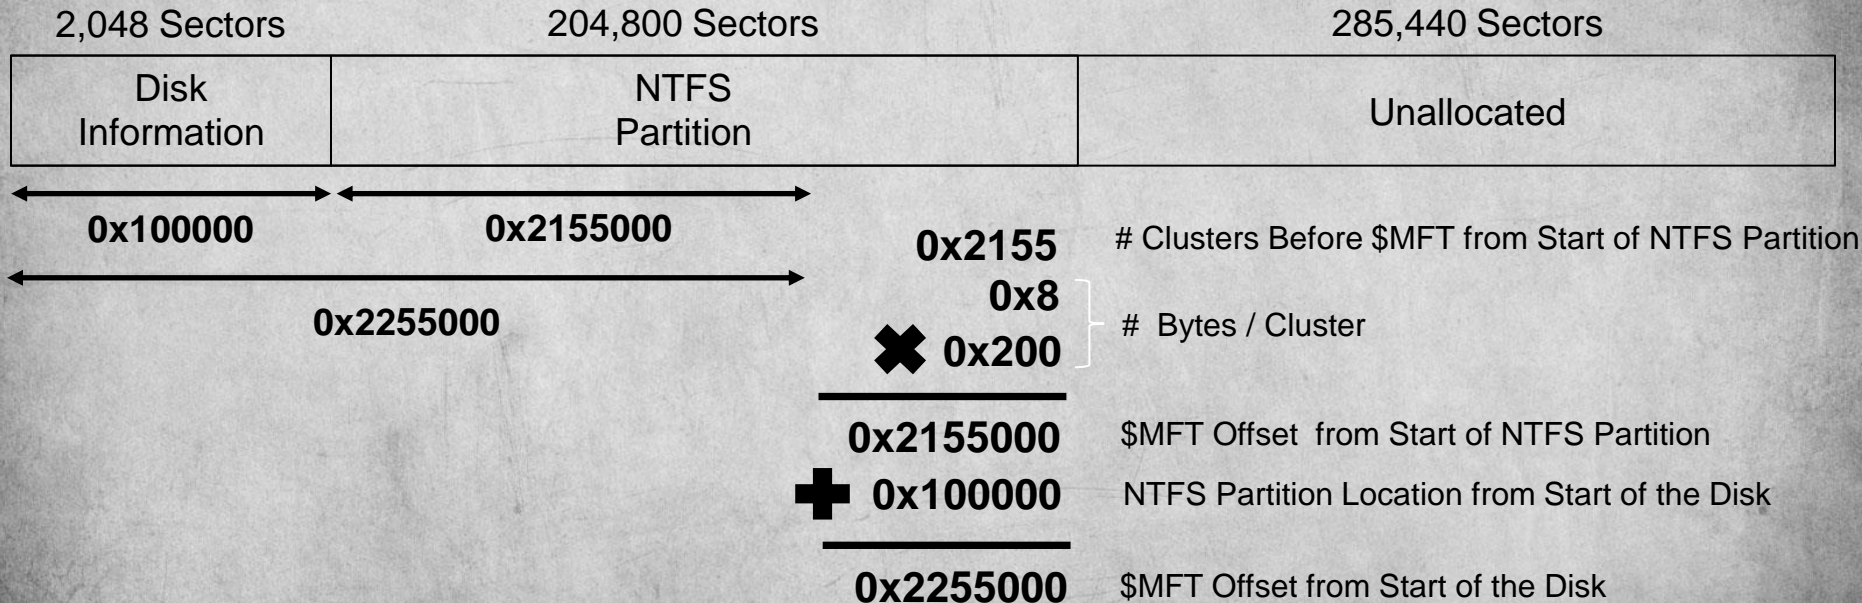 2,048 Sectors
204,800 Sectors
285,440 Sectors
Disk
Information
NTFS
Partition
Unallocated
0x100000
0x2155000
0x2255000
0x2155
# Clusters Before $MFT from Start of NTFS Partition
0x8
0x200
# Bytes / Cluster
0x2155000
$MFT Offset from Start of NTFS Partition
0x100000
NTFS Partition Location from Start of the Disk
0x2255000
$MFT Offset from Start of the Disk